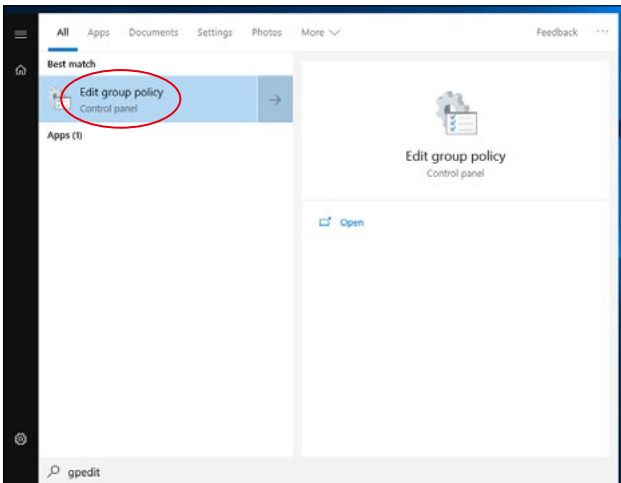 All Apps Documents Settings Photos More Feedback ...
Best match
Edit group policy
Control panel
Apps (1)
Edit group policy
Control panel
Open
gpedit